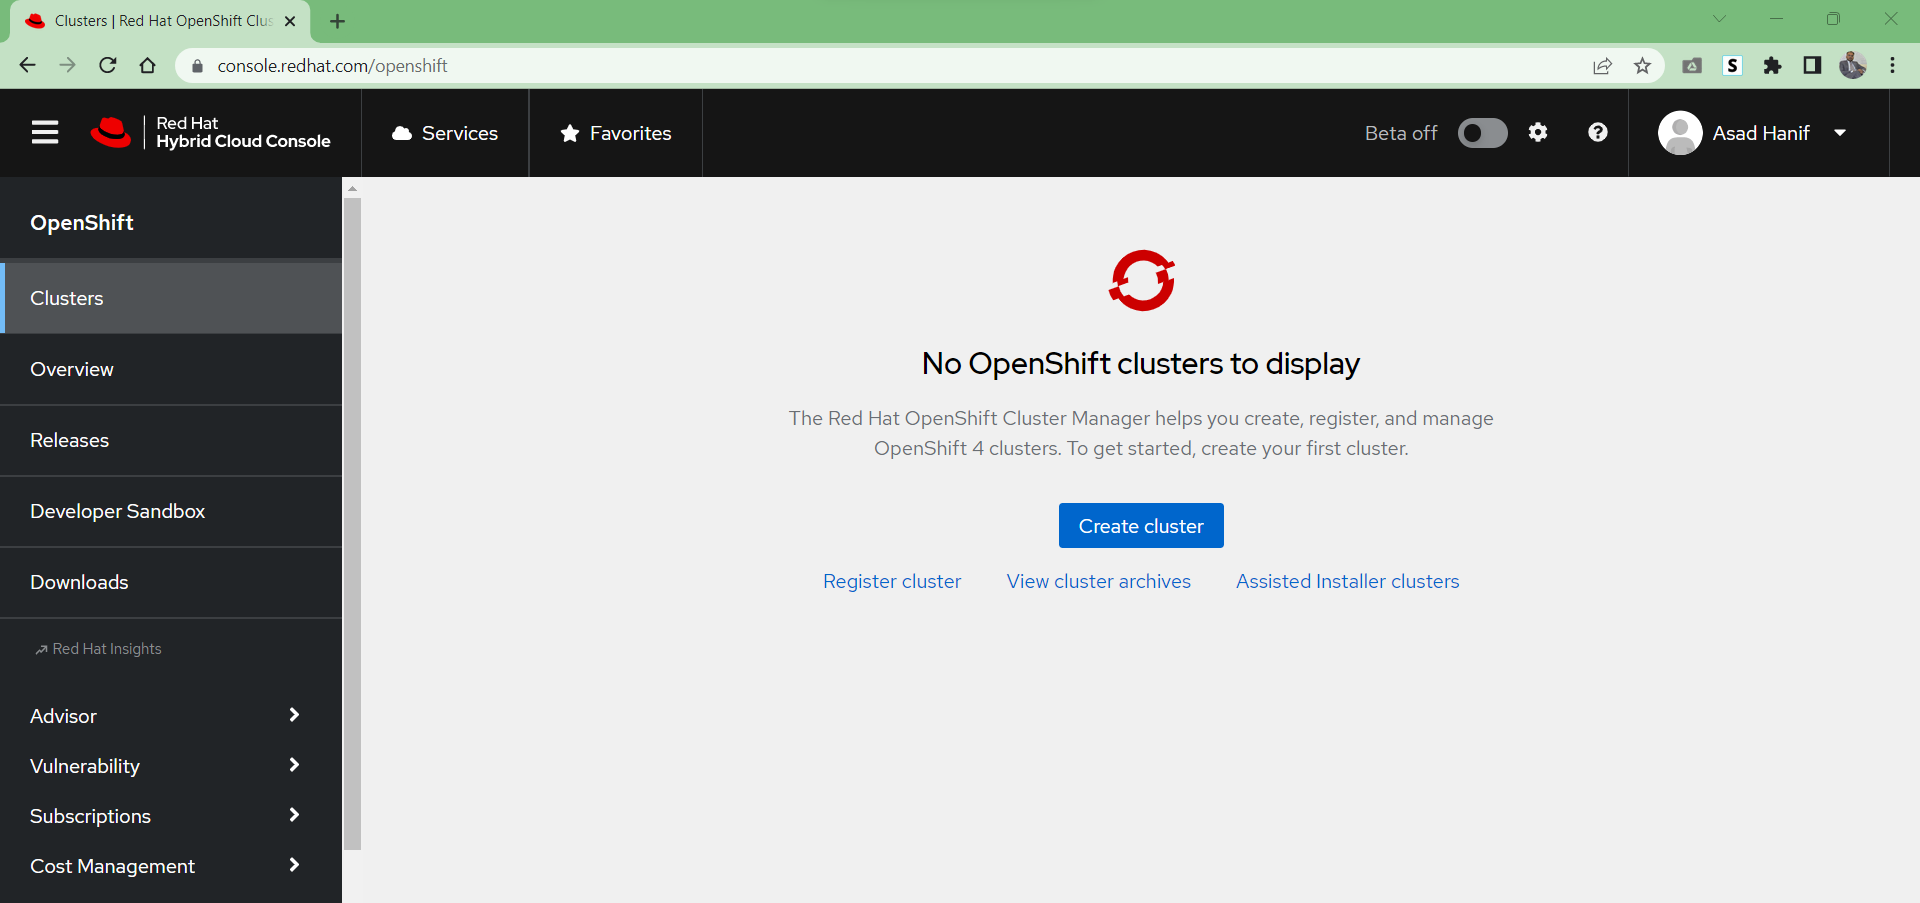 Clusters | Red Hat OpenShift Clus
console.redhat.com/openshift
S
Red Hat
Hybrid Cloud Console
Services
Favorites
Beta off
Asad Hanif
OpenShift
Clusters
Overview
Releases
Developer Sandbox
Downloads
Red Hat Insights
Advisor
Vulnerability
Subscriptions
Cost Management
No OpenShift clusters to display
The Red Hat OpenShift Cluster Manager helps you create, register, and manage
OpenShift 4 clusters. To get started, create your first cluster.
Create cluster
Register cluster
View cluster archives
Assisted Installer clusters